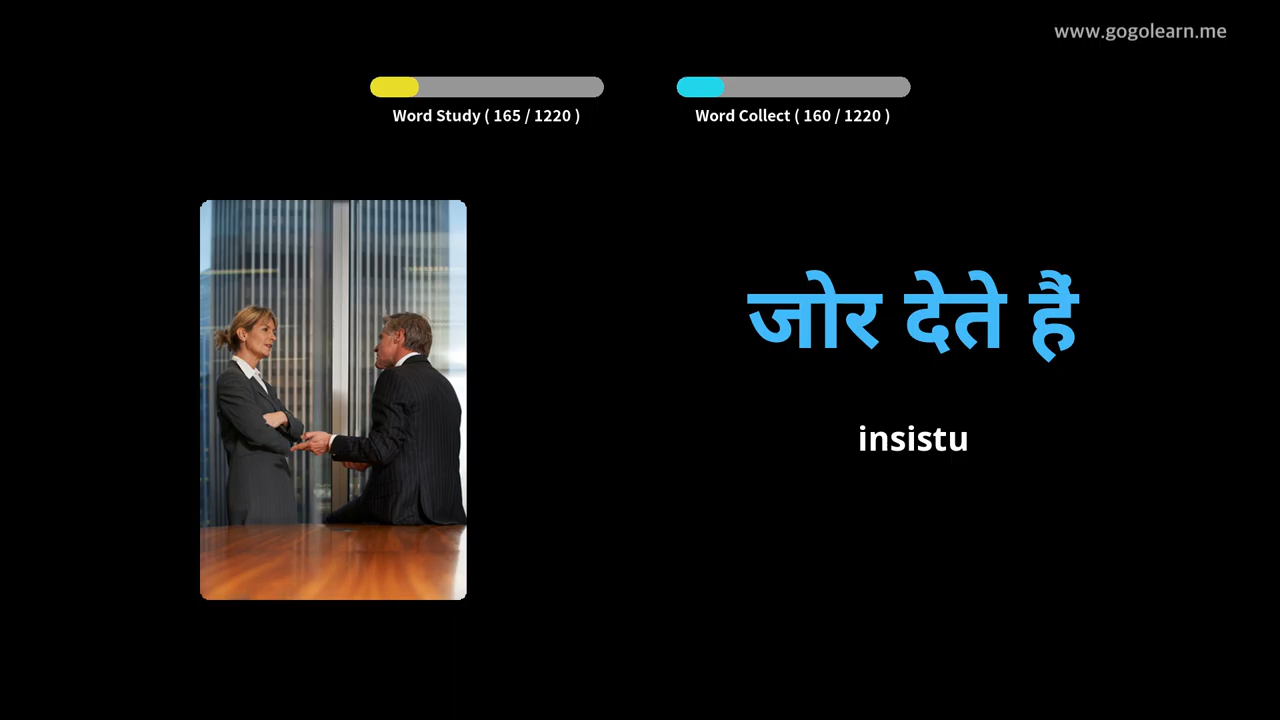 www.gogolearn.me
Word Study ( 165 / 1220 )
Word Collect ( 160 / 1220 )
जोर देते हैं
insistu